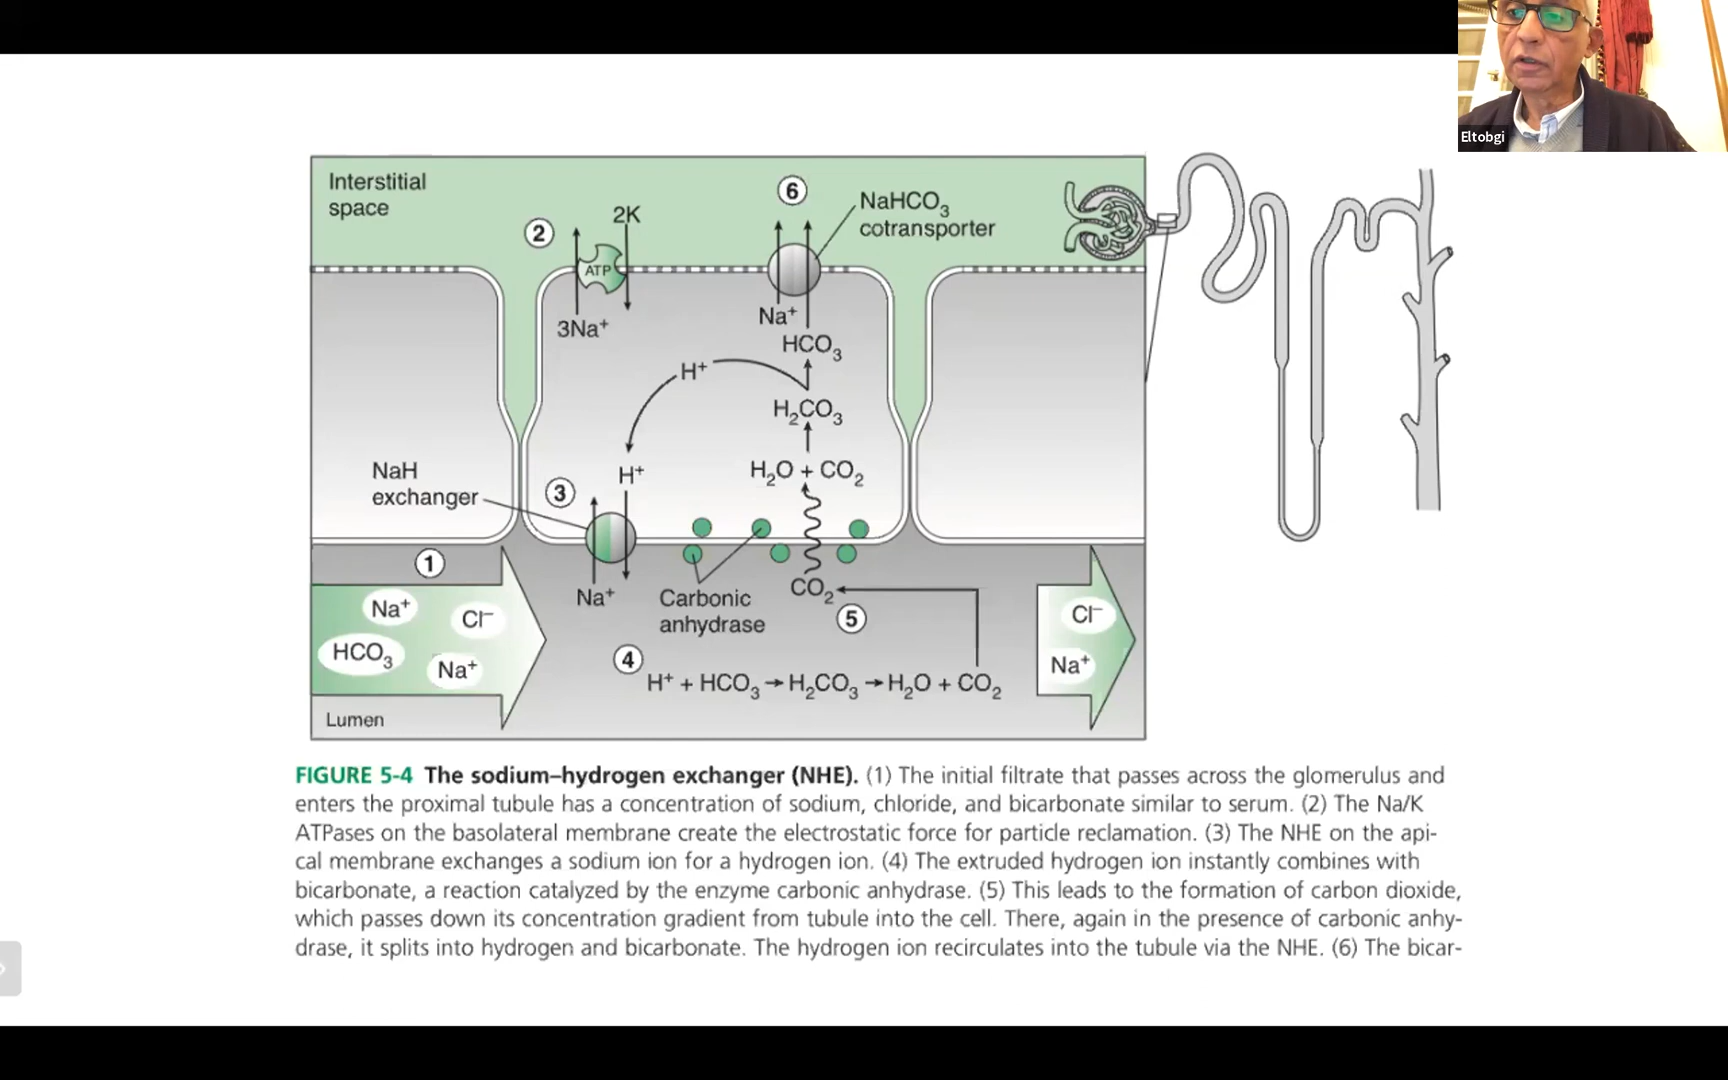 Eltobgi
Interstitial
space
2
2K
6
NaHCO3
cotransporter
ATP
3Na+
Na+
HCO3
H+
H2CO3
NaH
exchanger
3
H+
H2O + CO2
1
Na+
Carbonic
anhydrase
CO2
5
Na+
Cl−
HCO3
Na+
Cl−
Na+
4
H+ + HCO3 → H2CO3 → H2O + CO2
Lumen
FIGURE 5-4 The sodium–hydrogen exchanger (NHE). (1) The initial filtrate that passes across the glomerulus and
enters the proximal tubule has a concentration of sodium, chloride, and bicarbonate similar to serum. (2) The Na/K
ATPases on the basolateral membrane create the electrostatic force for particle reclamation. (3) The NHE on the api-
cal membrane exchanges a sodium ion for a hydrogen ion. (4) The extruded hydrogen ion instantly combines with
bicarbonate, a reaction catalyzed by the enzyme carbonic anhydrase. (5) This leads to the formation of carbon dioxide,
which passes down its concentration gradient from tubule into the cell. There, again in the presence of carbonic anhy-
drase, it splits into hydrogen and bicarbonate. The hydrogen ion recirculates into the tubule via the NHE. (6) The bicar-